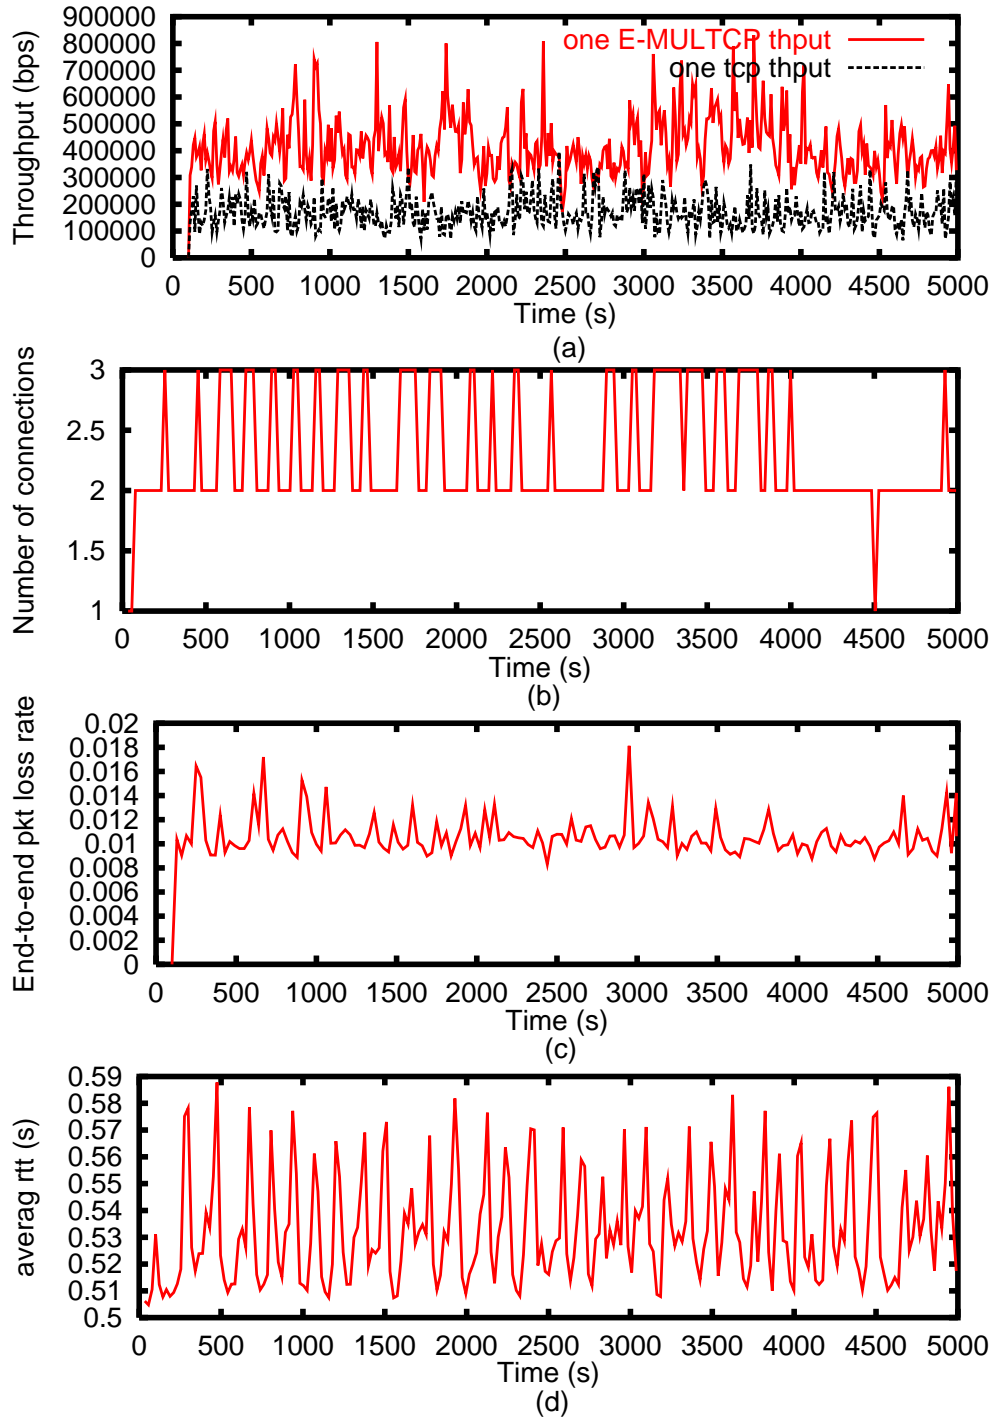 900000
800000
700000
600000
500000
400000
300000
200000
100000
0
Throughput (bps)
one E-MULTCP thput
one tcp thput
0 500 1000 1500 2000 2500 3000 3500 4000 4500 5000
Time (s)
(a)
3
2.5
2
1.5
1
Number of connections
0 500 1000 1500 2000 2500 3000 3500 4000 4500 5000
Time (s)
(b)
0.02
0.018
0.016
0.014
0.012
0.01
0.008
0.006
0.004
0.002
0
End-to-end pkt loss rate
0 500 1000 1500 2000 2500 3000 3500 4000 4500 5000
Time (s)
(c)
0.59
0.58
0.57
0.56
0.55
0.54
0.53
0.52
0.51
0.5
averag rtt (s)
0 500 1000 1500 2000 2500 3000 3500 4000 4500 5000
Time (s)
(d)